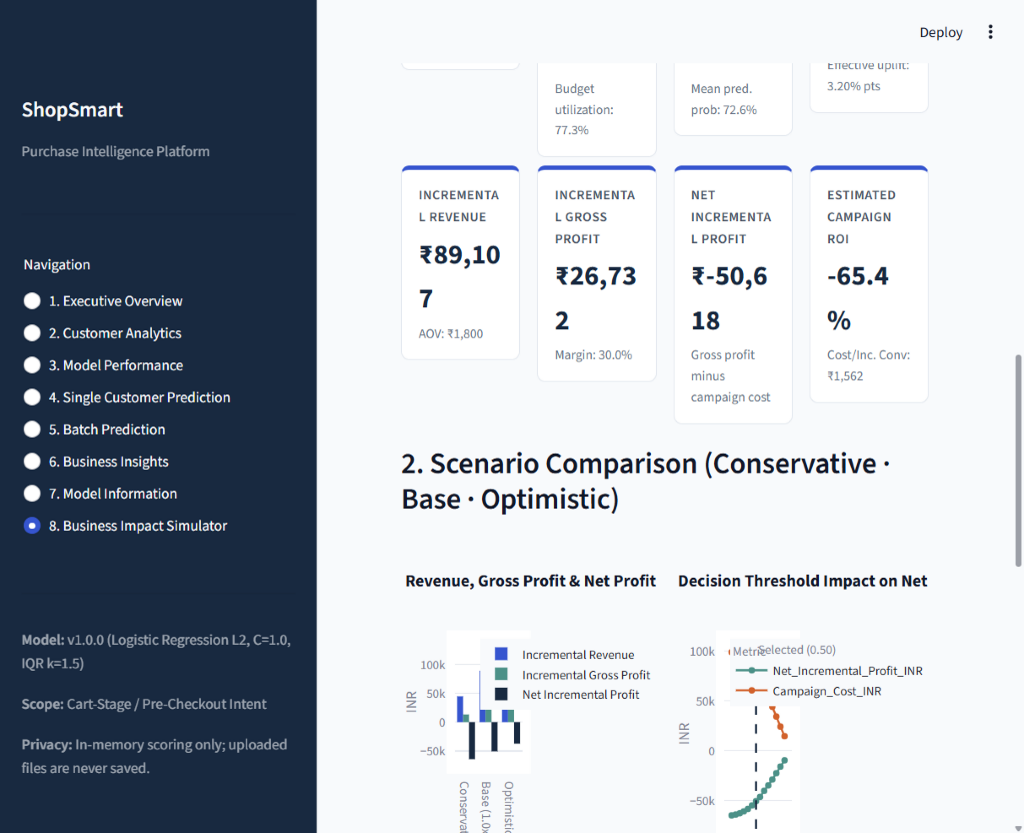 Deploy
ShopSmart
Purchase Intelligence Platform
Navigation
1. Executive Overview
2. Customer Analytics
3. Model Performance
4. Single Customer Prediction
5. Batch Prediction
6. Business Insights
7. Model Information
8. Business Impact Simulator
Model: v1.0.0 (Logistic Regression L2, C=1.0,
IQR k=1.5)
Scope: Cart-Stage / Pre-Checkout Intent
Privacy: In-memory scoring only; uploaded
files are never saved.
Budget
utilization:
77.3%
Mean pred.
prob: 72.6%
Effective uplift:
3.20% pts
INCREMENTA
L REVENUE
₹89,10
7
AOV: ₹1,800
INCREMENTA
L GROSS
PROFIT
₹26,73
2
Margin: 30.0%
NET
INCREMENTA
L PROFIT
₹-50,6
18
Gross profit
minus
campaign cost
ESTIMATED
CAMPAIGN
ROI
-65.4
%
Cost/Inc. Conv:
₹1,562
2. Scenario Comparison (Conservative ·
Base · Optimistic)
Revenue, Gross Profit & Net Profit
Incremental Revenue
Incremental Gross Profit
Net Incremental Profit
100k
50k
0
−50k
INR
Conservat
Base (1.0×
Optimistic
Decision Threshold Impact on Net
Metric
Selected (0.50)
Net_Incremental_Profit_INR
Campaign_Cost_INR
100k
50k
0
−50k
INR